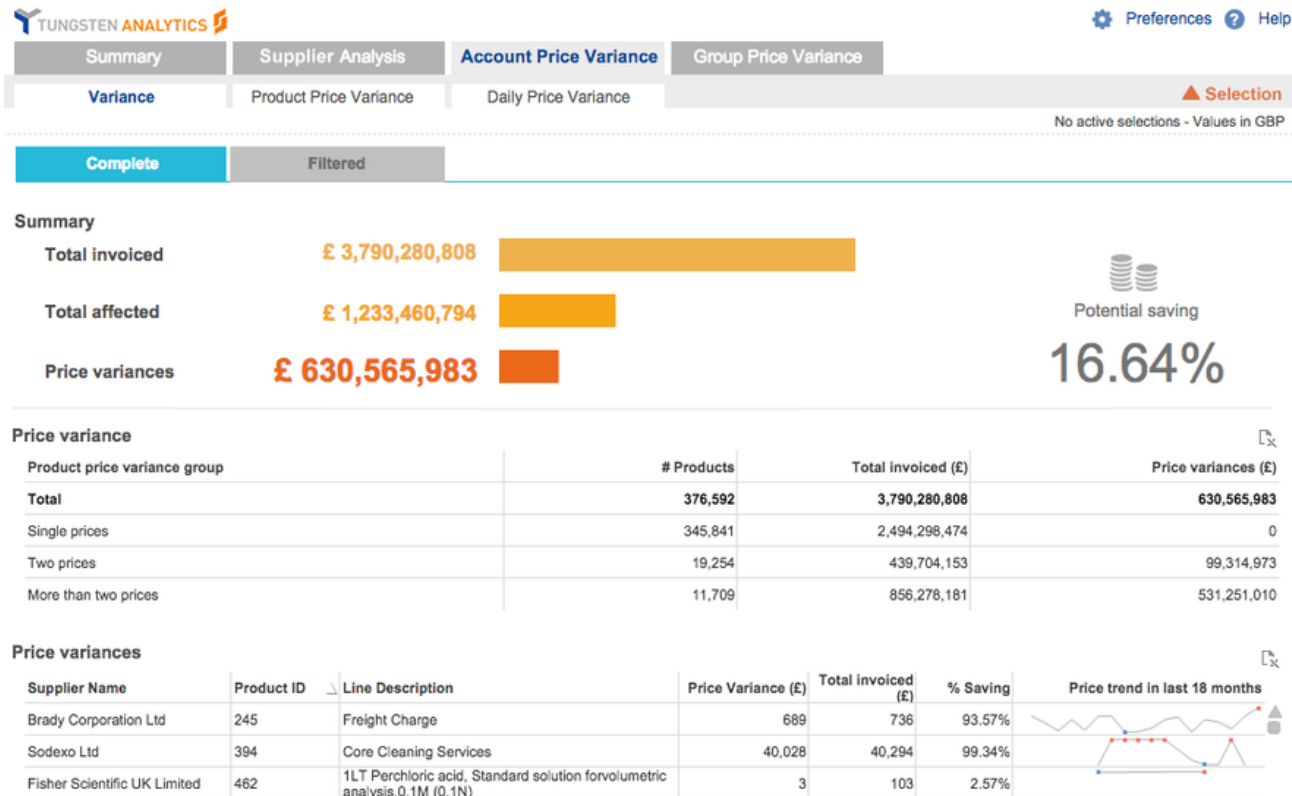 TUNGSTEN ANALYTICS
Preferences Help
Summary Supplier Analysis Account Price Variance Group Price Variance
Variance Product Price Variance Daily Price Variance
Selection
No active selections - Values in GBP
Complete Filtered
Summary
Total invoiced £ 3,790,280,808
Total affected £ 1,233,460,794
Price variances £ 630,565,983
Potential saving
16.64%
Price variance
Product price variance group # Products Total invoiced (£) Price variances (£)
Total 376,592 3,790,280,808 630,565,983
Single prices 345,841 2,494,298,474 0
Two prices 19,254 439,704,153 99,314,973
More than two prices 11,709 856,278,181 531,251,010
Price variances
Supplier Name Product ID Line Description Price Variance (£) Total invoiced (£) % Saving Price trend in last 18 months
Brady Corporation Ltd 245 Freight Charge 689 736 93.57%
Sodexo Ltd 394 Core Cleaning Services 40,028 40,294 99.34%
Fisher Scientific UK Limited 462 1LT Perchloric acid, Standard solution forvolumetric analysis,0.1M (0.1N) 3 103 2.57%